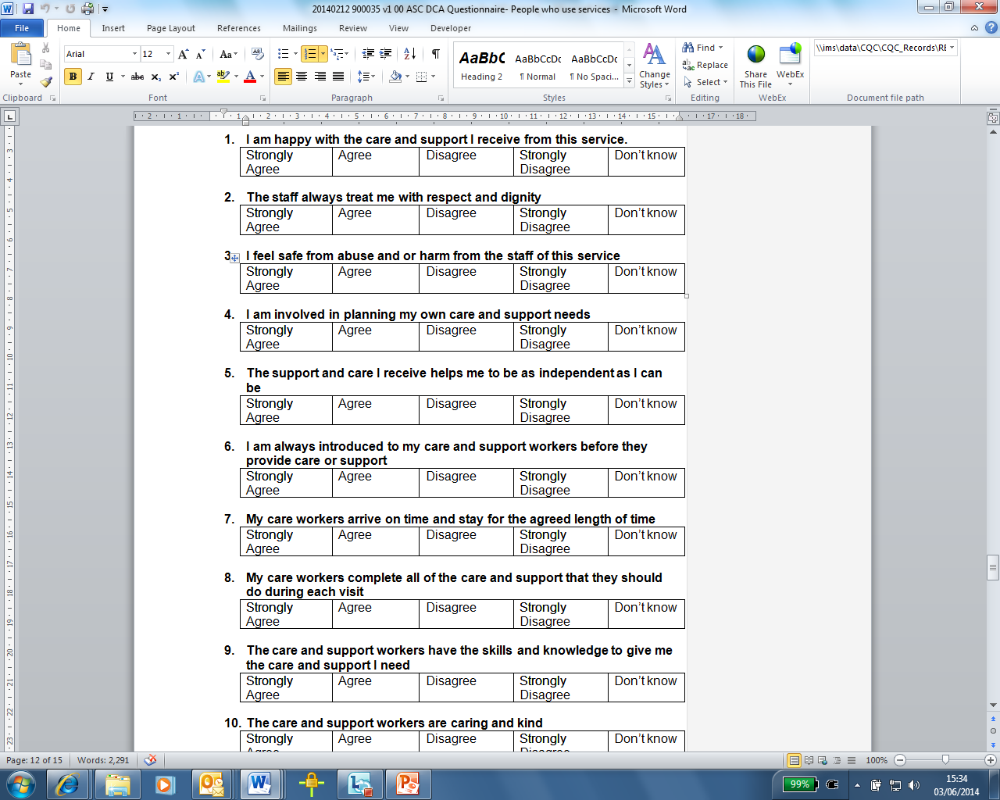 20140212 900035 v1 00 ASC DCA Questionnaire- People who use services - Microsoft Word
File Home Insert Page Layout References Mailings Review View Developer
Paste
Arial 12 A A Aa
B I U abc x₂ x² A ab A
AaBbC AaBbCcDc AaBbCcDc
Heading 2 ¶ Normal ¶ No Spaci...
Change Styles
Find
Replace
Select
Share This File
WebEx
\\ims\data\CQC\CQC_Records\RE
Clipboard Font Paragraph Styles Editing WebEx Document file path
2 1 1 2 3 4 5 6 7 8 9 10 11 12 13 14 15 17 18
1. I am happy with the care and support I receive from this service.
Strongly Agree Agree Disagree Strongly Disagree Don't know
2. The staff always treat me with respect and dignity
Strongly Agree Agree Disagree Strongly Disagree Don't know
3. I feel safe from abuse and or harm from the staff of this service
Strongly Agree Agree Disagree Strongly Disagree Don't know
4. I am involved in planning my own care and support needs
Strongly Agree Agree Disagree Strongly Disagree Don't know
5. The support and care I receive helps me to be as independent as I can
be
Strongly Agree Agree Disagree Strongly Disagree Don't know
6. I am always introduced to my care and support workers before they
provide care or support
Strongly Agree Agree Disagree Strongly Disagree Don't know
7. My care workers arrive on time and stay for the agreed length of time
Strongly Agree Agree Disagree Strongly Disagree Don't know
8. My care workers complete all of the care and support that they should
do during each visit
Strongly Agree Agree Disagree Strongly Disagree Don't know
9. The care and support workers have the skills and knowledge to give me
the care and support I need
Strongly Agree Agree Disagree Strongly Disagree Don't know
10. The care and support workers are caring and kind
Strongly Agree Agree Disagree Strongly Disagree Don't know
Page: 12 of 15 Words: 2,291 100%
99% 15:34
03/06/2014